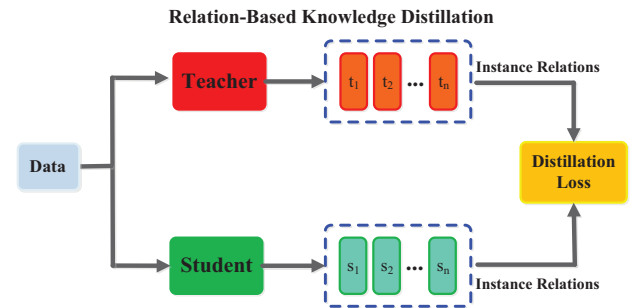 Relation-Based Knowledge Distillation
Teacher
t1 t2 ... tn
Instance Relations
Data
Distillation
Loss
Student
s1 s2 ... sn
Instance Relations